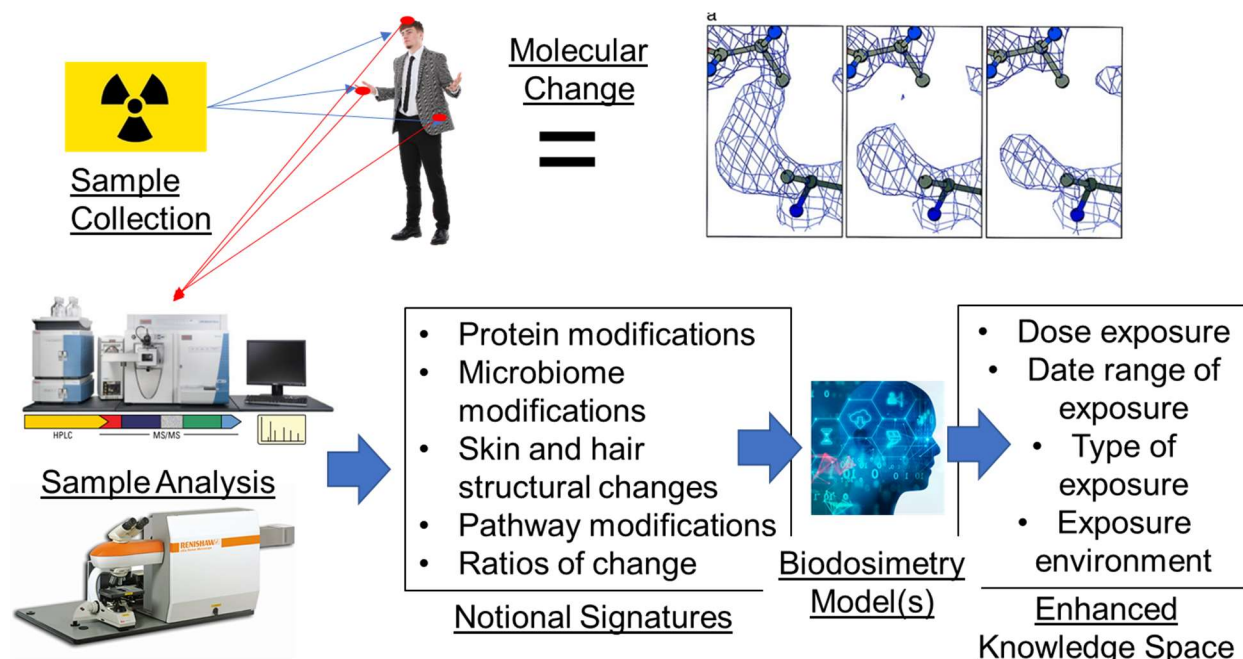 Molecular
Change
a
Sample
Collection
HPLC
MS/MS
Sample Analysis
RENISHAW
• Protein modifications
• Microbiome
modifications
• Skin and hair
structural changes
• Pathway modifications
• Ratios of change
Notional Signatures
Biodosimetry
Model(s)
• Dose exposure
• Date range of
exposure
• Type of
exposure
• Exposure
environment
Enhanced
Knowledge Space